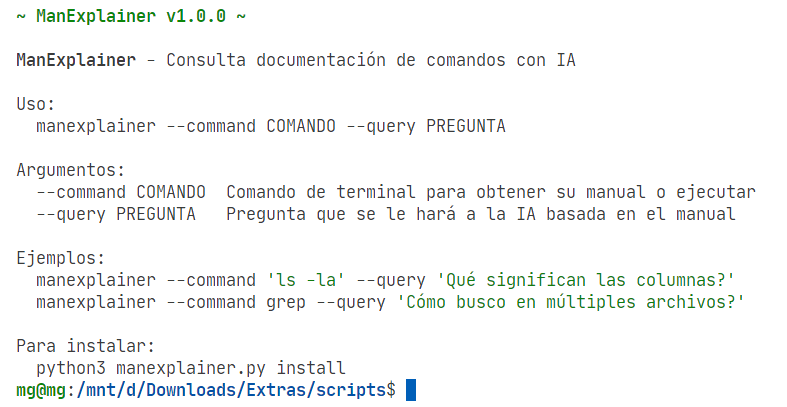 ~ ManExplainer v1.0.0 ~
ManExplainer - Consulta documentación de comandos con IA
Uso:
manexplainer --command COMANDO --query PREGUNTA
Argumentos:
--command COMANDO  Comando de terminal para obtener su manual o ejecutar
--query PREGUNTA   Pregunta que se le hará a la IA basada en el manual
Ejemplos:
manexplainer --command 'ls -la' --query 'Qué significan las columnas?'
manexplainer --command grep --query 'Cómo busco en múltiples archivos?'
Para instalar:
python3 manexplainer.py install
mg@mg:/mnt/d/Downloads/Extras/scripts$